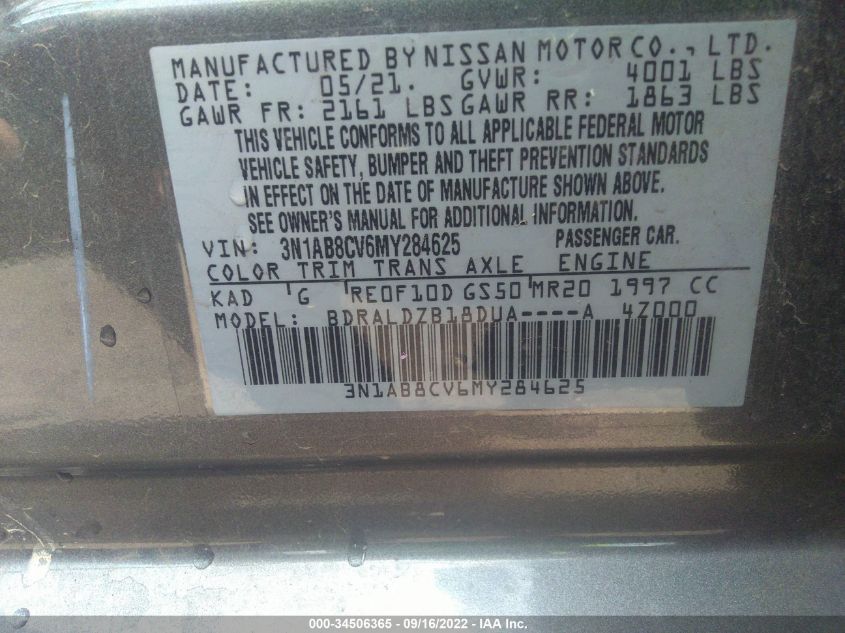 MANUFACTURED BY NISSAN MOTOR CO., LTD.
DATE: 05/21. GVWR: 4001 LBS
GAWR FR: 2161 LBS GAWR RR: 1863 LBS
THIS VEHICLE CONFORMS TO ALL APPLICABLE FEDERAL MOTOR
VEHICLE SAFETY, BUMPER AND THEFT PREVENTION STANDARDS
IN EFFECT ON THE DATE OF MANUFACTURE SHOWN ABOVE.
SEE OWNER'S MANUAL FOR ADDITIONAL INFORMATION.
VIN: 3N1AB8CV6MY284625 PASSENGER CAR.
COLOR TRIM TRANS AXLE ENGINE
KAD G RE0F10D GS50 MR20 1997 CC
MODEL: BDRALDZB18DUA----A 4Z000
3N1AB8CV6MY284625
000-34506365 - 09/16/2022 - IAA Inc.